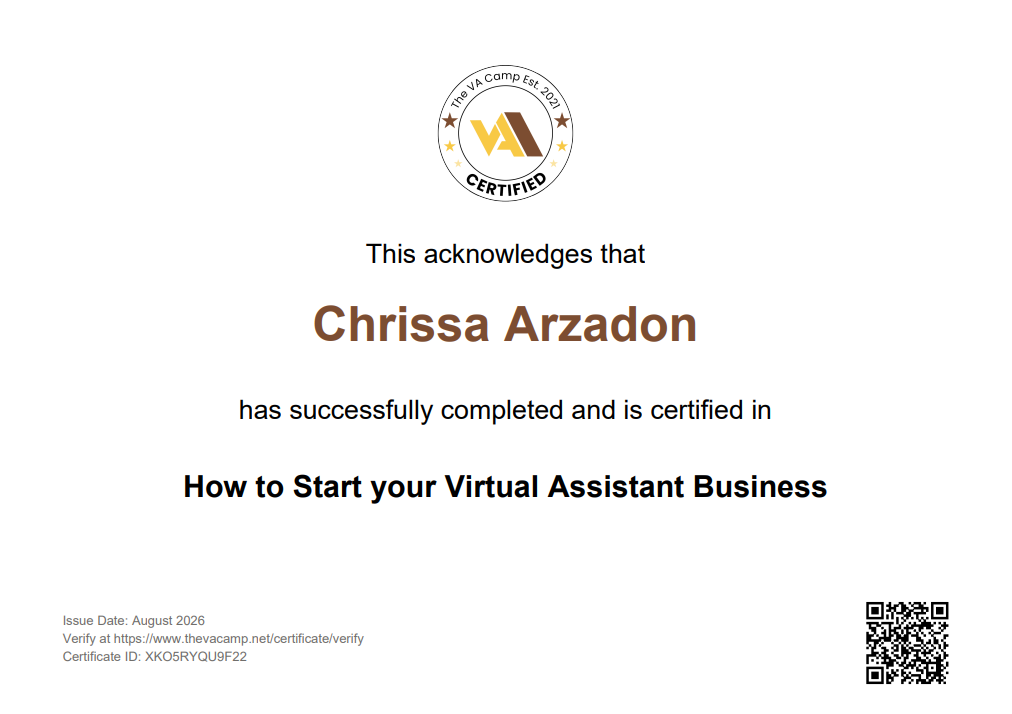 The VA Camp Est. 2021
VA
CERTIFIED
This acknowledges that
Chrissa Arzadon
has successfully completed and is certified in
How to Start your Virtual Assistant Business
Issue Date: August 2026
Verify at https://www.thevacamp.net/certificate/verify
Certificate ID: XKO5RYQU9F22